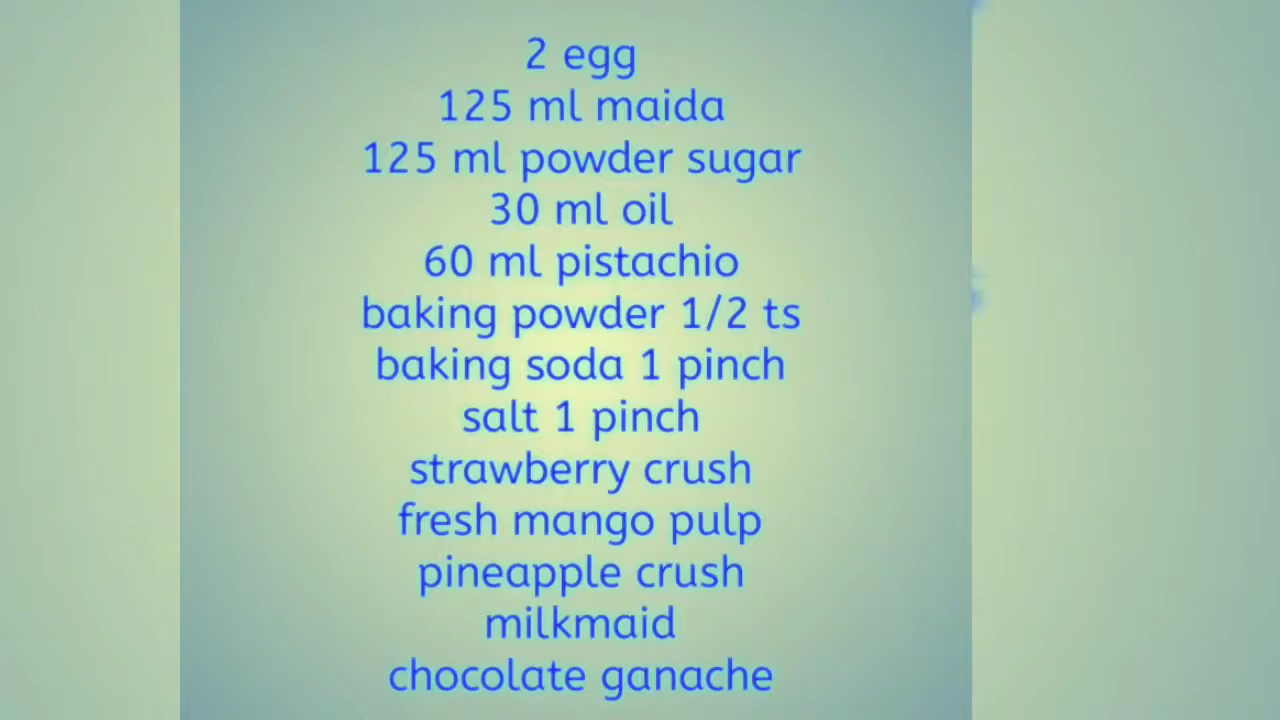 2 egg
125 ml maida
125 ml powder sugar
30 ml oil
60 ml pistachio
baking powder 1/2 ts
baking soda 1 pinch
salt 1 pinch
strawberry crush
fresh mango pulp
pineapple crush
milkmaid
chocolate ganache